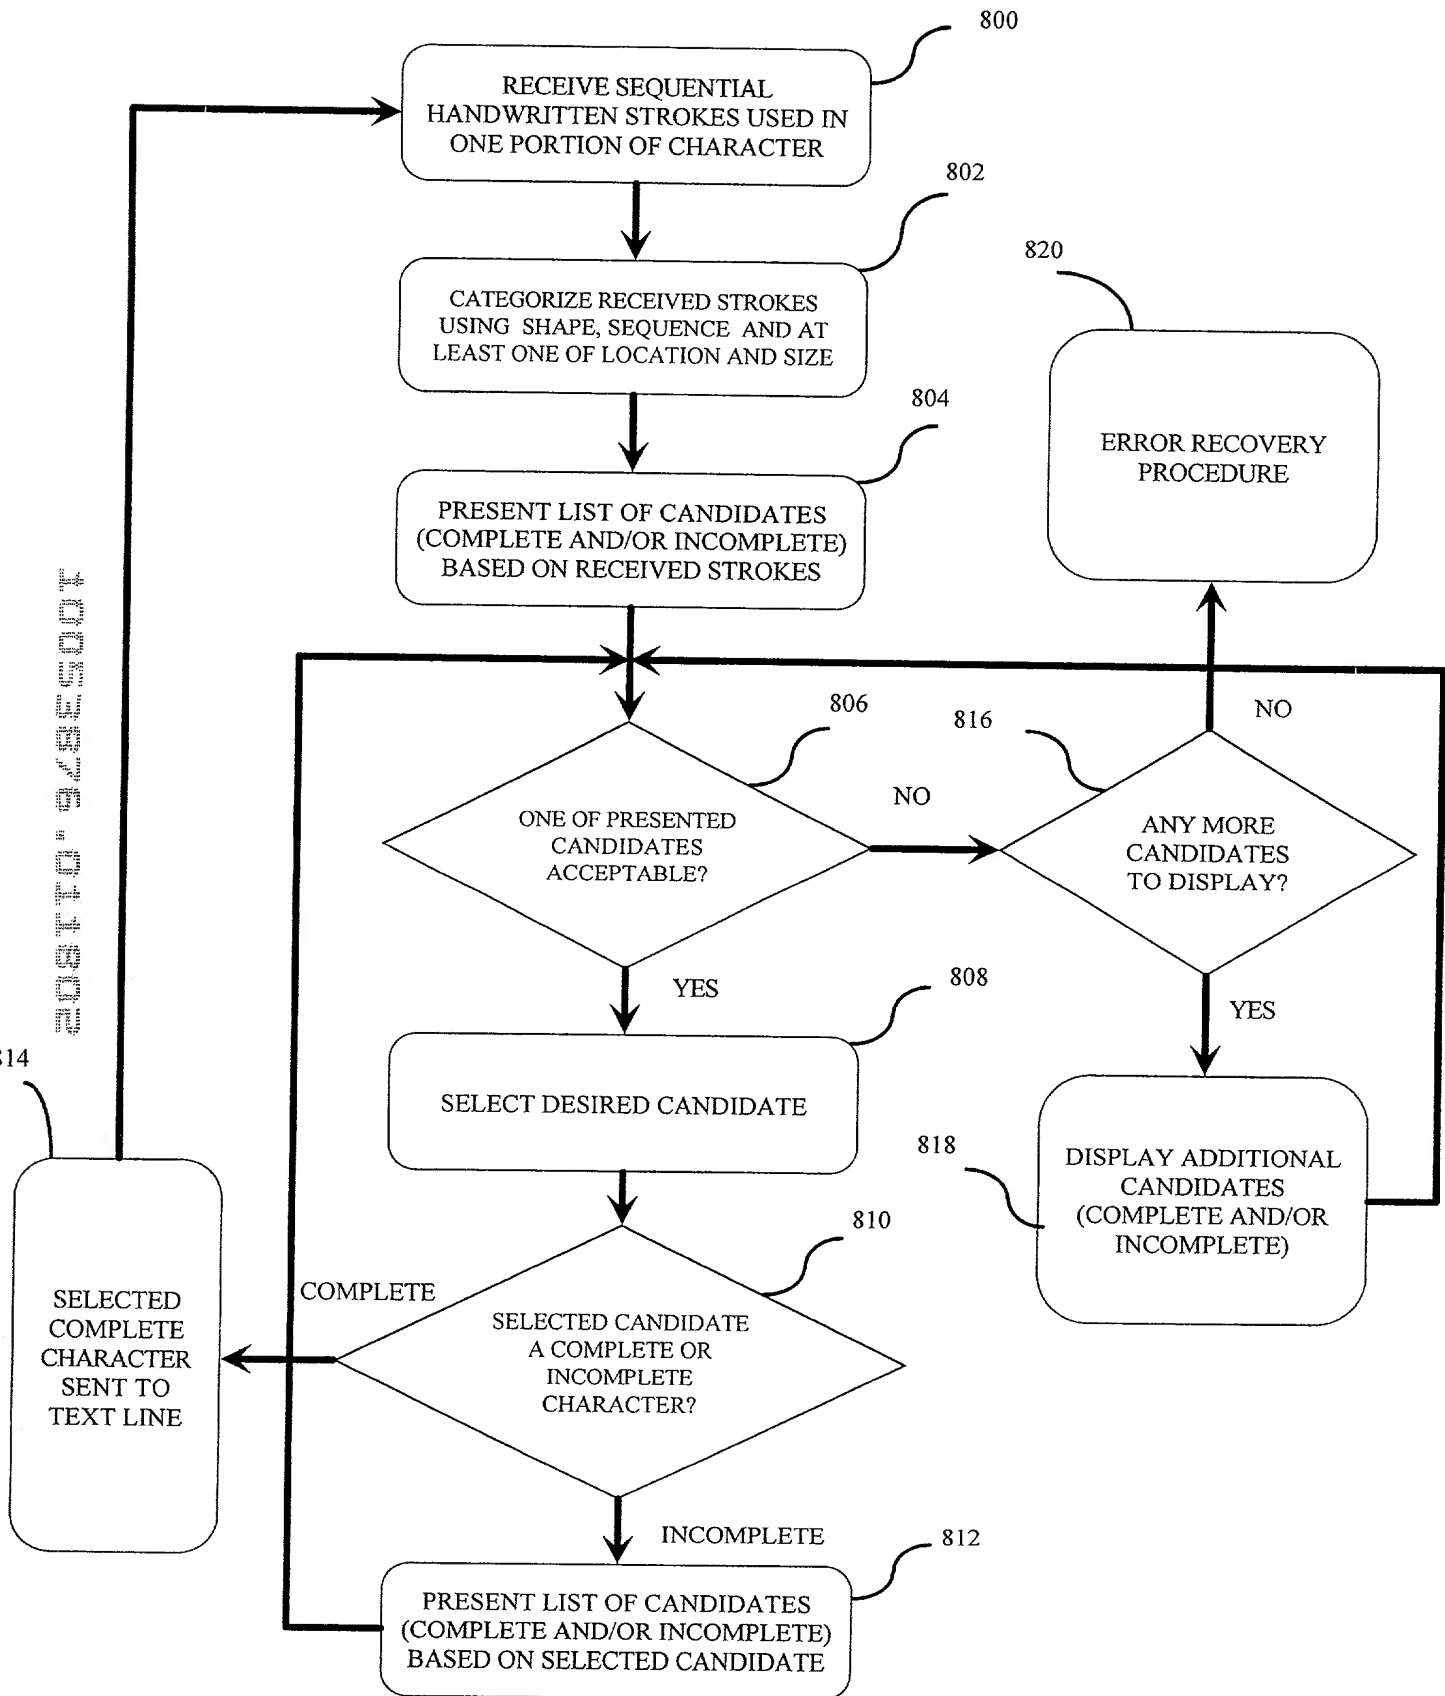 800
RECEIVE SEQUENTIAL
HANDWRITTEN STROKES USED IN
ONE PORTION OF CHARACTER
802
CATEGORIZE RECEIVED STROKES
USING SHAPE, SEQUENCE AND AT
LEAST ONE OF LOCATION AND SIZE
820
ERROR RECOVERY
PROCEDURE
804
PRESENT LIST OF CANDIDATES
(COMPLETE AND/OR INCOMPLETE)
BASED ON RECEIVED STROKES
10053876.011802
806
ONE OF PRESENTED
CANDIDATES
ACCEPTABLE?
NO
816
NO
ANY MORE
CANDIDATES
TO DISPLAY?
YES
YES
808
SELECT DESIRED CANDIDATE
818
DISPLAY ADDITIONAL
CANDIDATES
(COMPLETE AND/OR
INCOMPLETE)
810
SELECTED CANDIDATE
A COMPLETE OR
INCOMPLETE
CHARACTER?
COMPLETE
814
SELECTED
COMPLETE
CHARACTER
SENT TO
TEXT LINE
INCOMPLETE
812
PRESENT LIST OF CANDIDATES
(COMPLETE AND/OR INCOMPLETE)
BASED ON SELECTED CANDIDATE